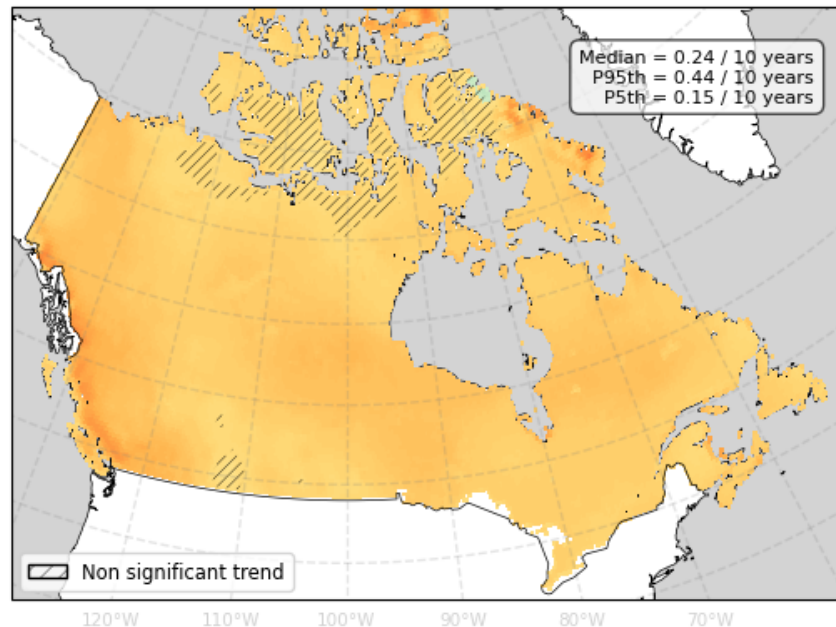 Median = 0.24 / 10 years
P95th = 0.44 / 10 years
P5th = 0.15 / 10 years
Non significant trend
120°W 110°W 100°W 90°W 80°W 70°W